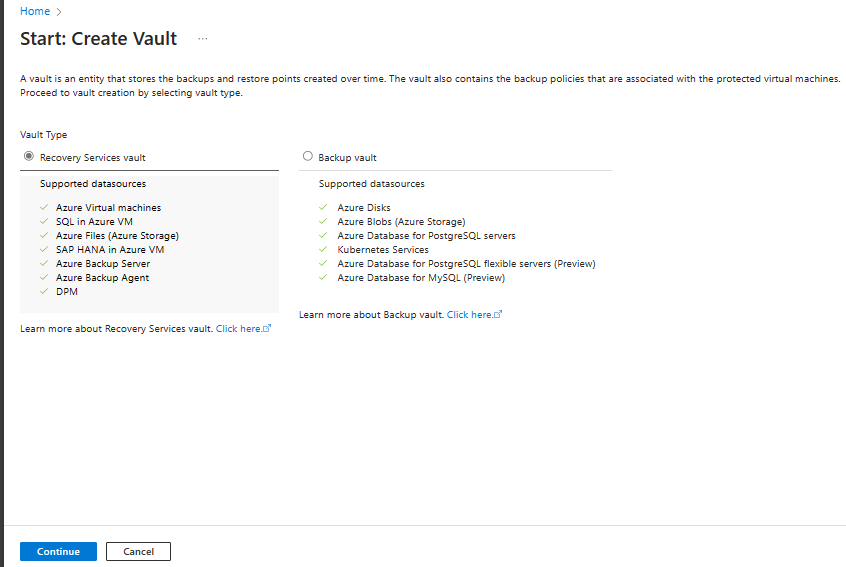 Home
Start: Create Vault ...
A vault is an entity that stores the backups and restore points created over time. The vault also contains the backup policies that are associated with the protected virtual machines.
Proceed to vault creation by selecting vault type.
Vault Type
Recovery Services vault
Supported datasources
Azure Virtual machines
SQL in Azure VM
Azure Files (Azure Storage)
SAP HANA in Azure VM
Azure Backup Server
Azure Backup Agent
DPM
Learn more about Recovery Services vault. Click here.
Backup vault
Supported datasources
Azure Disks
Azure Blobs (Azure Storage)
Azure Database for PostgreSQL servers
Kubernetes Services
Azure Database for PostgreSQL flexible servers (Preview)
Azure Database for MySQL (Preview)
Learn more about Backup vault. Click here.
Continue
Cancel